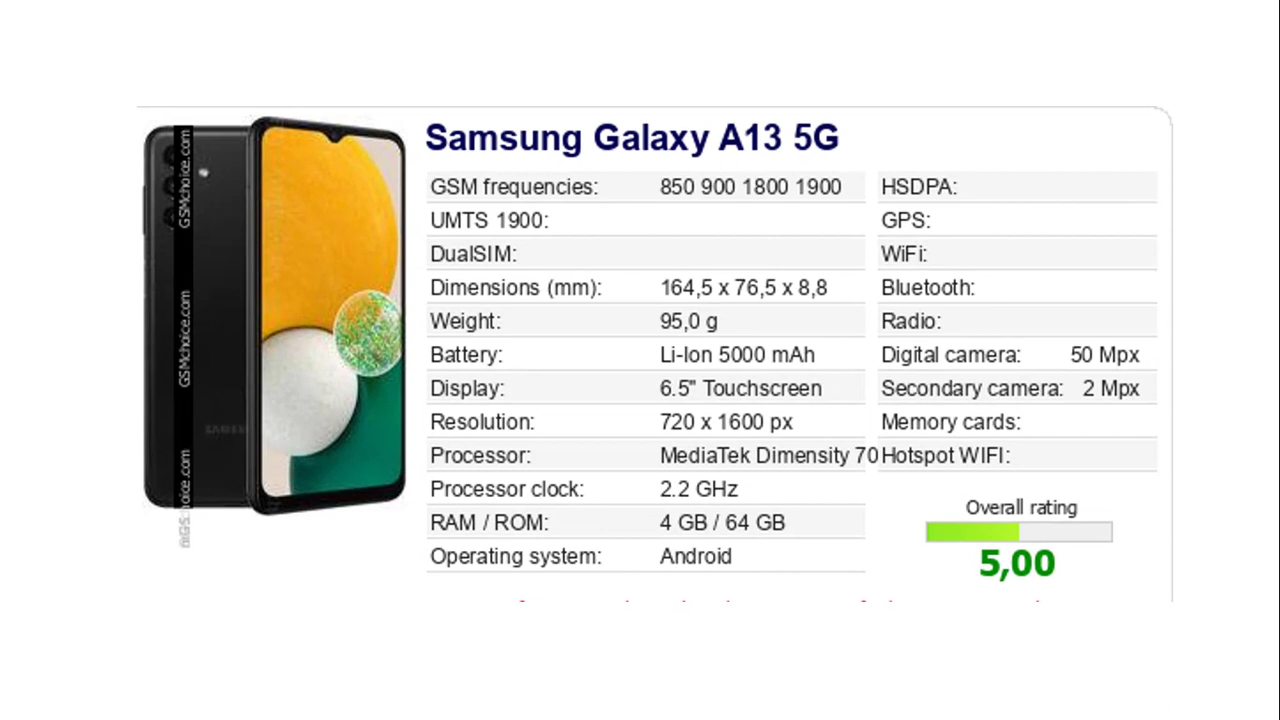 Samsung Galaxy A13 5G
GSM frequencies: 850 900 1800 1900
UMTS 1900:
DualSIM:
Dimensions (mm): 164,5 x 76,5 x 8,8
Weight: 95,0 g
Battery: Li-Ion 5000 mAh
Display: 6.5" Touchscreen
Resolution: 720 x 1600 px
Processor: MediaTek Dimensity 70
Processor clock: 2.2 GHz
RAM / ROM: 4 GB / 64 GB
Operating system: Android
HSDPA:
GPS:
WiFi:
Bluetooth:
Radio:
Digital camera: 50 Mpx
Secondary camera: 2 Mpx
Memory cards:
Hotspot WIFI:
Overall rating
5,00
GSMchoice.com
GSMchoice.com
SAMSUNG